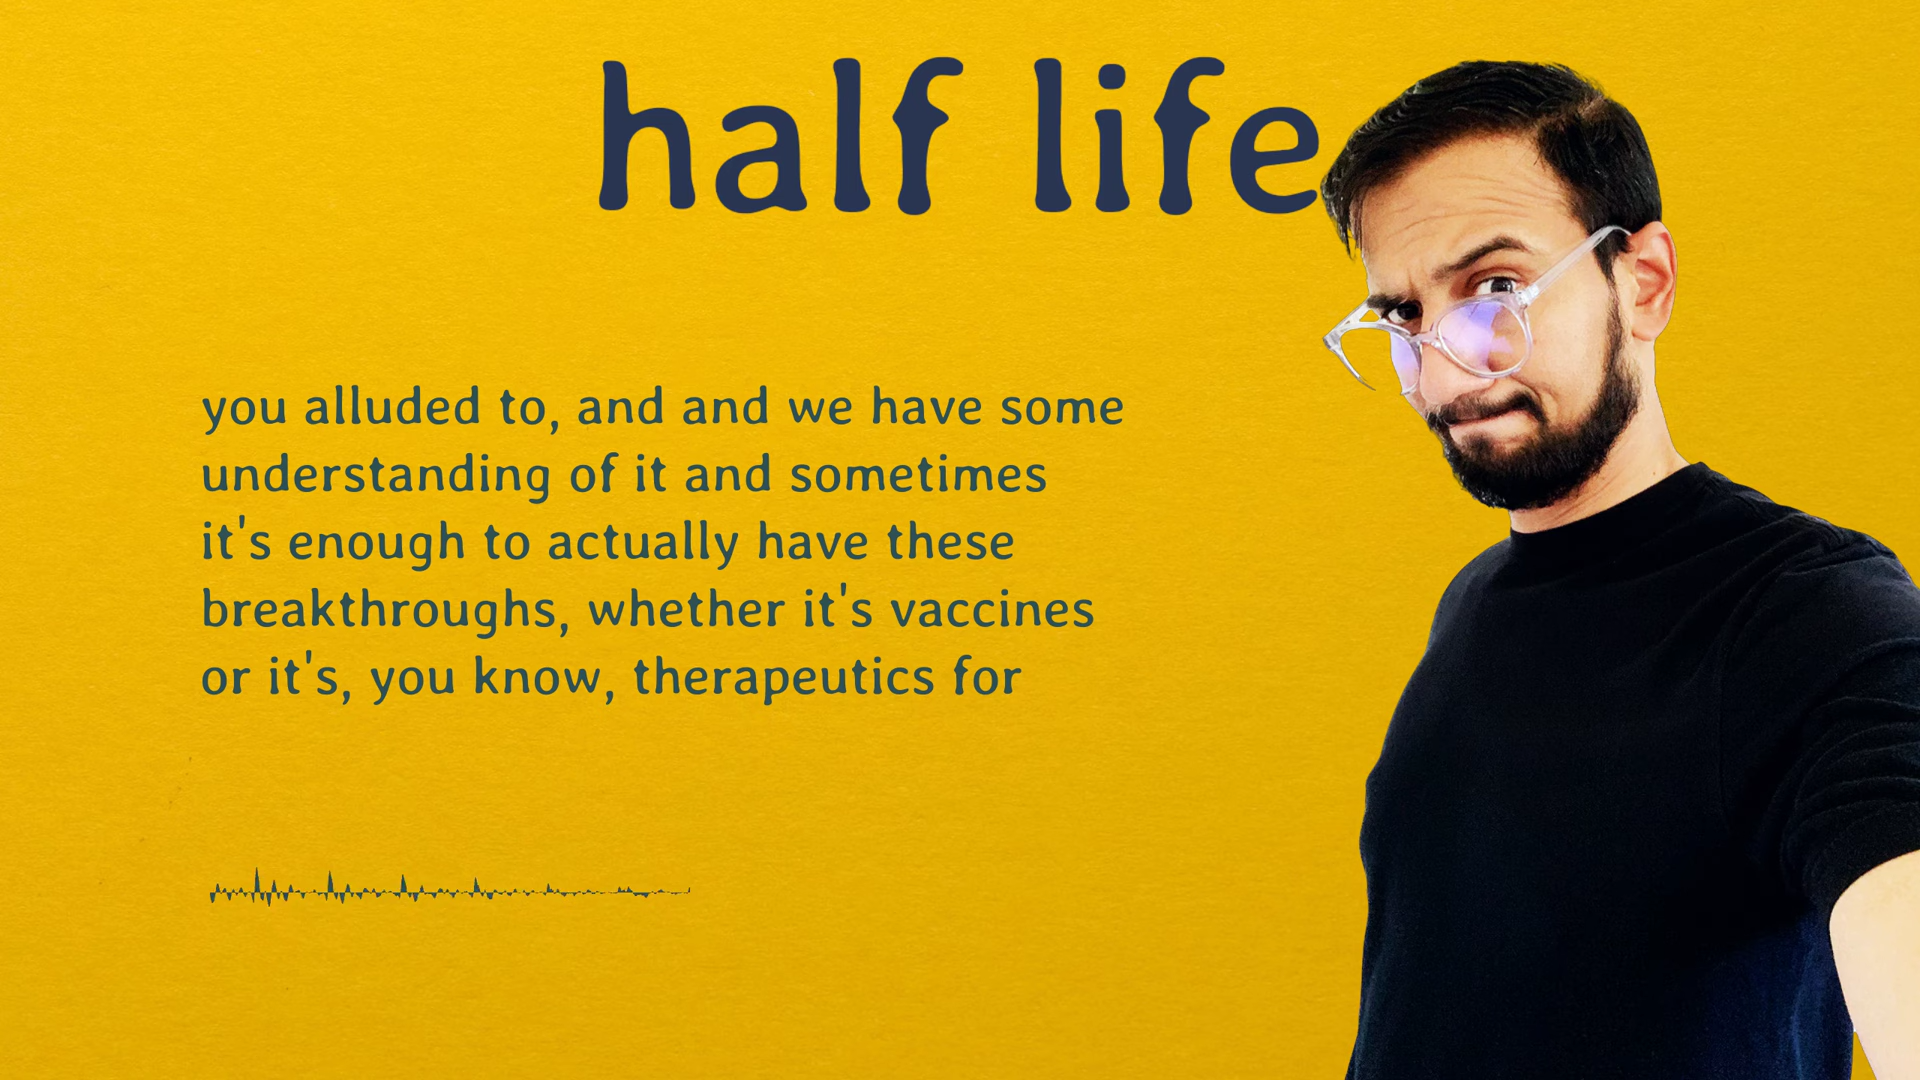 half life
you alluded to, and and we have some
understanding of it and sometimes
it's enough to actually have these
breakthroughs, whether it's vaccines
or it's, you know, therapeutics for